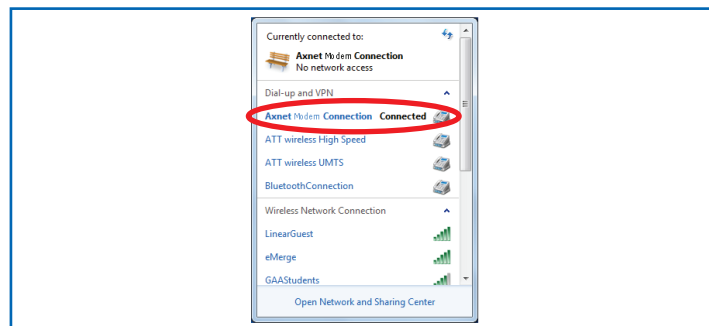 Currently connected to:
Axnet Modem Connection
No network access
Dial-up and VPN
Axnet Modem Connection Connected
ATT wireless High Speed
ATT wireless UMTS
BluetoothConnection
Wireless Network Connection
LinearGuest
eMerge
GAAStudents
Open Network and Sharing Center